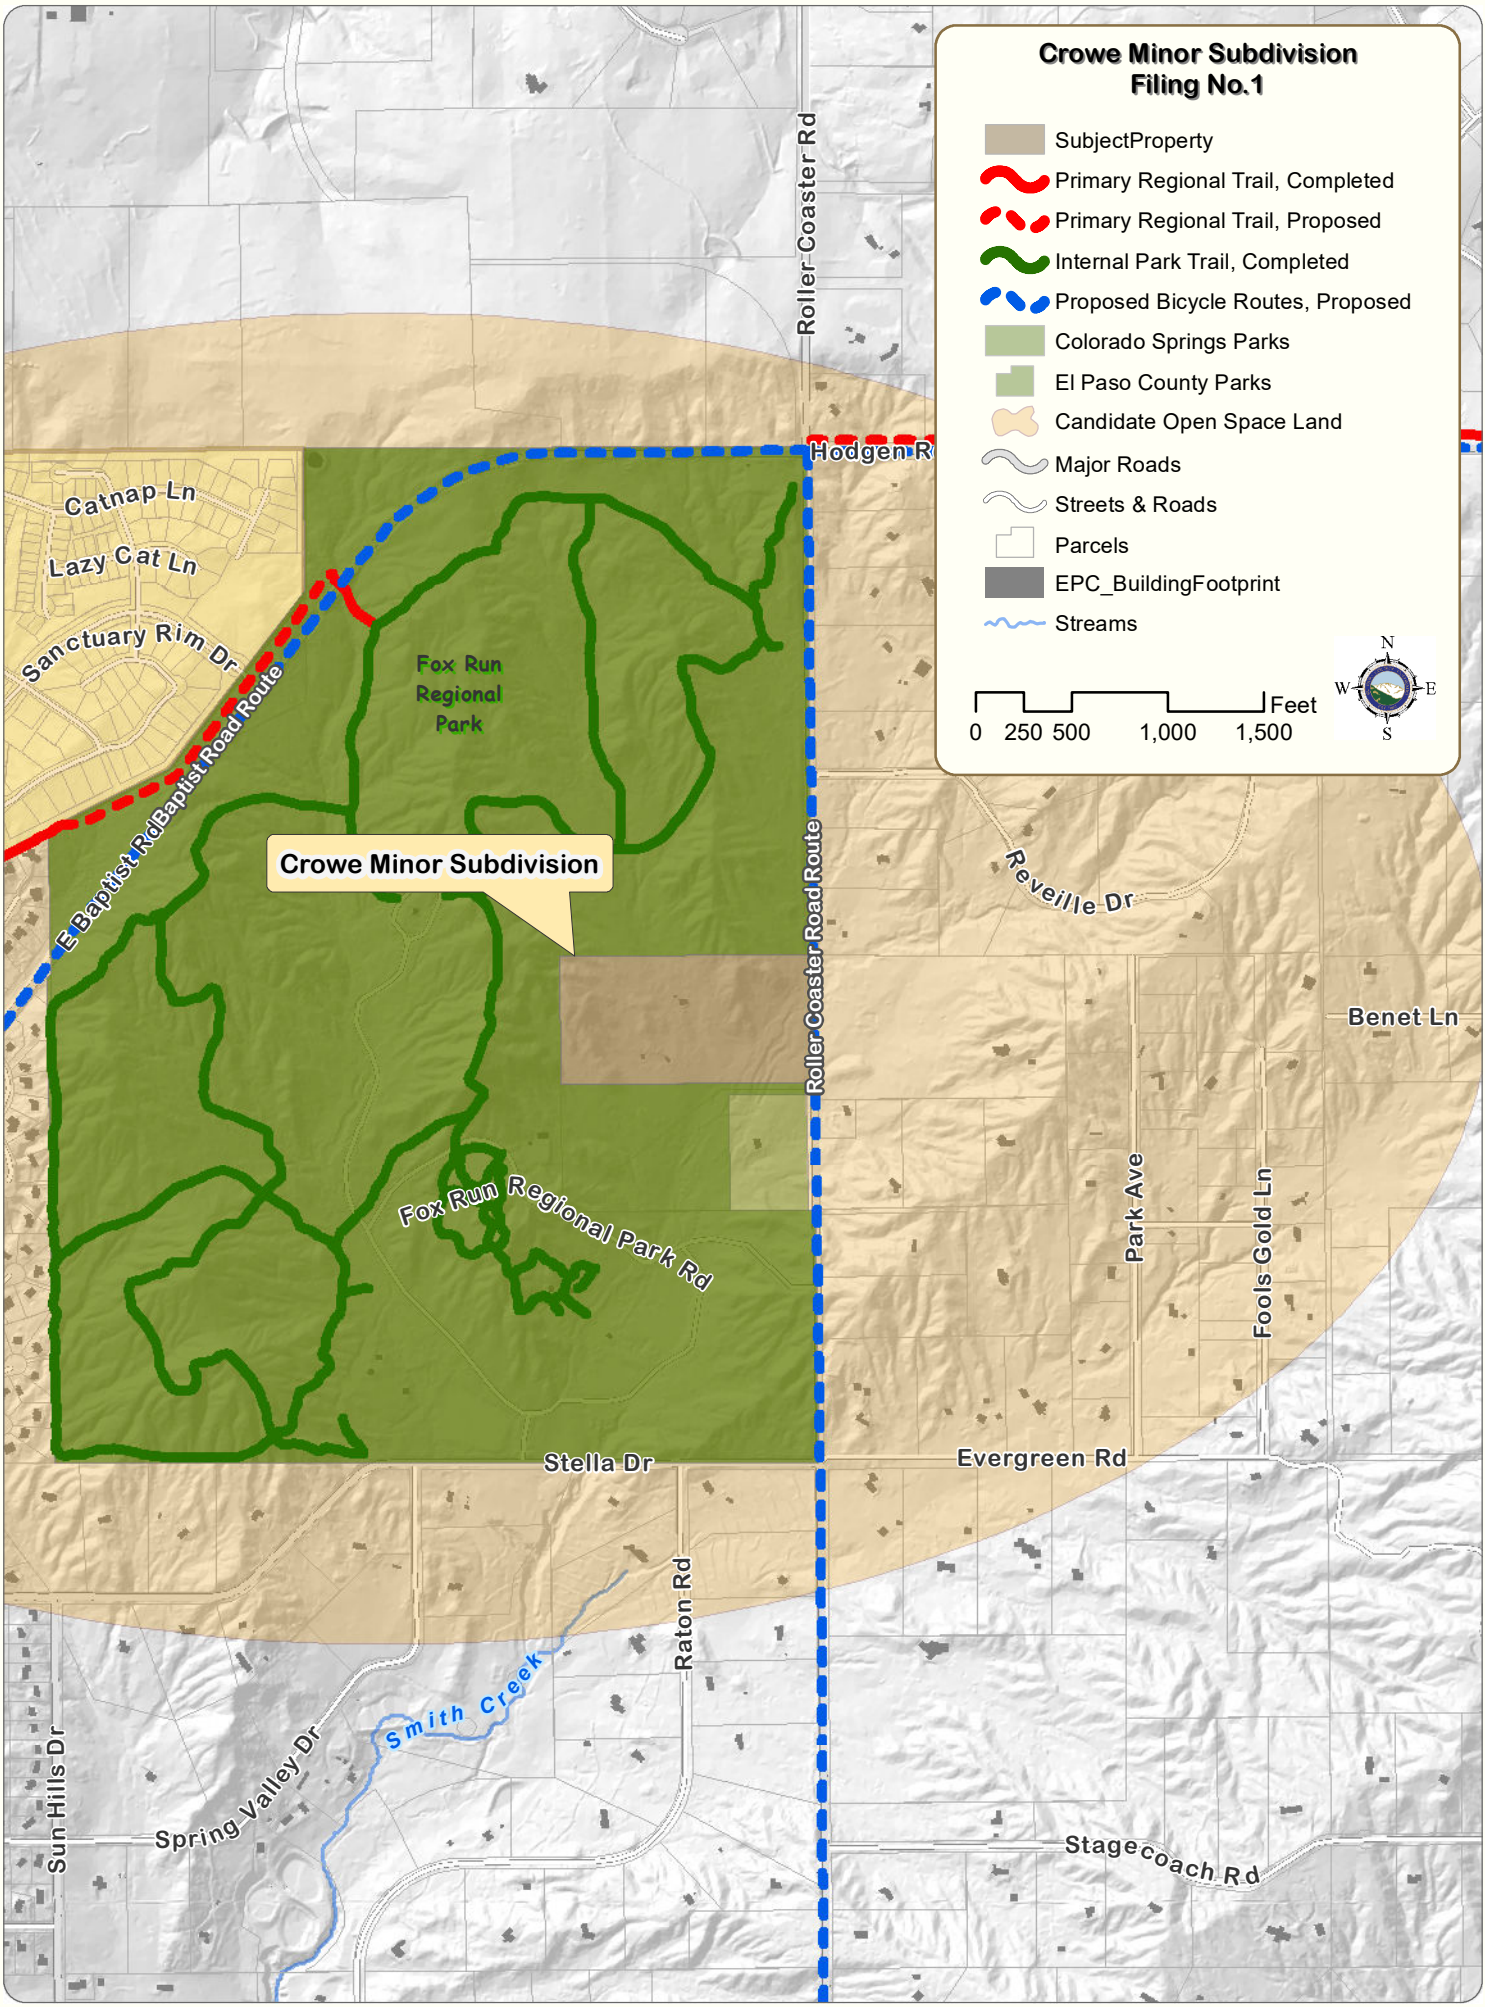 Crowe Minor Subdivision
Filing No.1
SubjectProperty
Primary Regional Trail, Completed
Primary Regional Trail, Proposed
Internal Park Trail, Completed
Proposed Bicycle Routes, Proposed
Colorado Springs Parks
El Paso County Parks
Candidate Open Space Land
Major Roads
Streets & Roads
Parcels
EPC_BuildingFootprint
Streams
N
W
E
S
Feet
0 250 500 1,000 1,500
Roller Coaster Rd
Hodgen R
Catnap Ln
Lazy Cat Ln
Sanctuary Rim Dr
Fox Run
Regional
Park
Baptist Road Route
E Baptist Rd
Crowe Minor Subdivision
Roller Coaster Road Route
Reveille Dr
Benet Ln
Park Ave
Fools Gold Ln
Fox Run Regional Park Rd
Stella Dr
Evergreen Rd
Raton Rd
Smith Creek
Sun Hills Dr
Spring Valley Dr
Stagecoach Rd